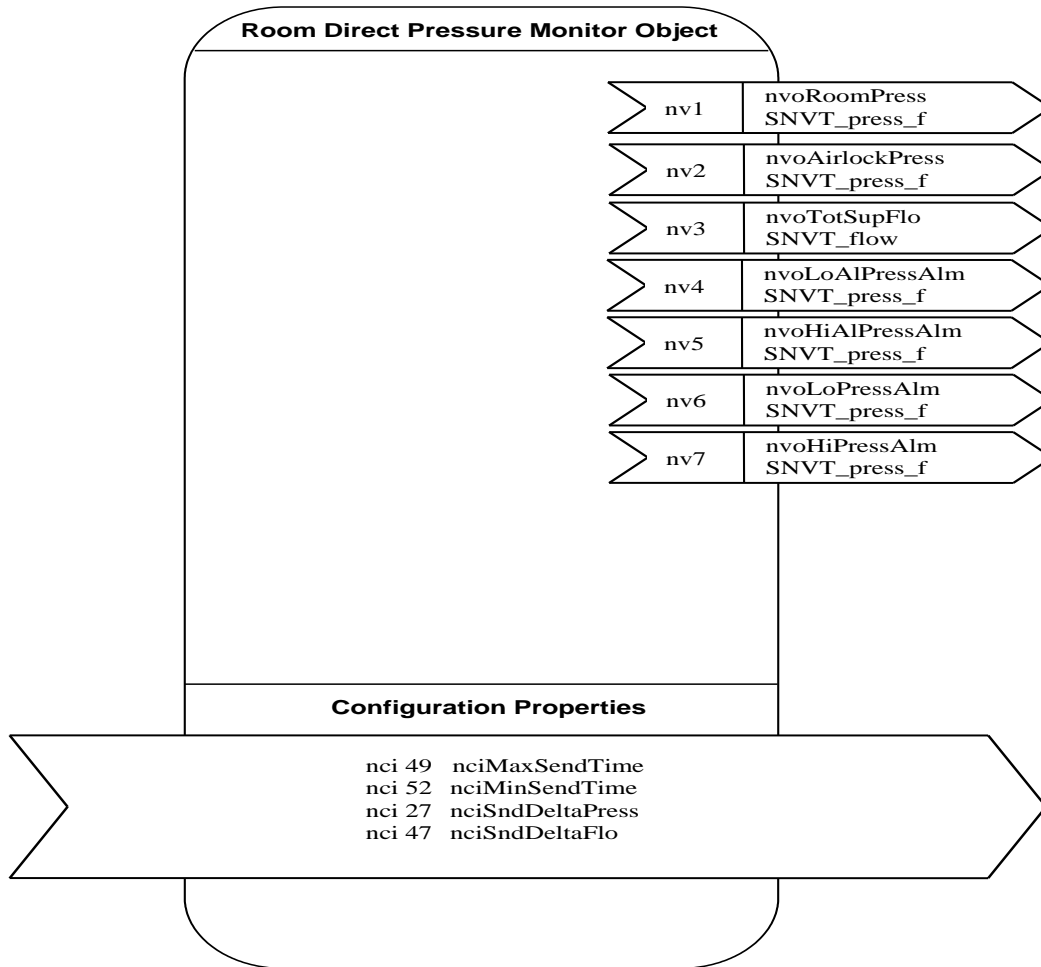 Room Direct Pressure Monitor Object
nv1
nvoRoomPress
SNVT_press_f
nv2
nvoAirlockPress
SNVT_press_f
nv3
nvoTotSupFlo
SNVT_flow
nv4
nvoLoAlPressAlm
SNVT_press_f
nv5
nvoHiAlPressAlm
SNVT_press_f
nv6
nvoLoPressAlm
SNVT_press_f
nv7
nvoHiPressAlm
SNVT_press_f
Configuration Properties
nci 49 nciMaxSendTime
nci 52 nciMinSendTime
nci 27 nciSndDeltaPress
nci 47 nciSndDeltaFlo